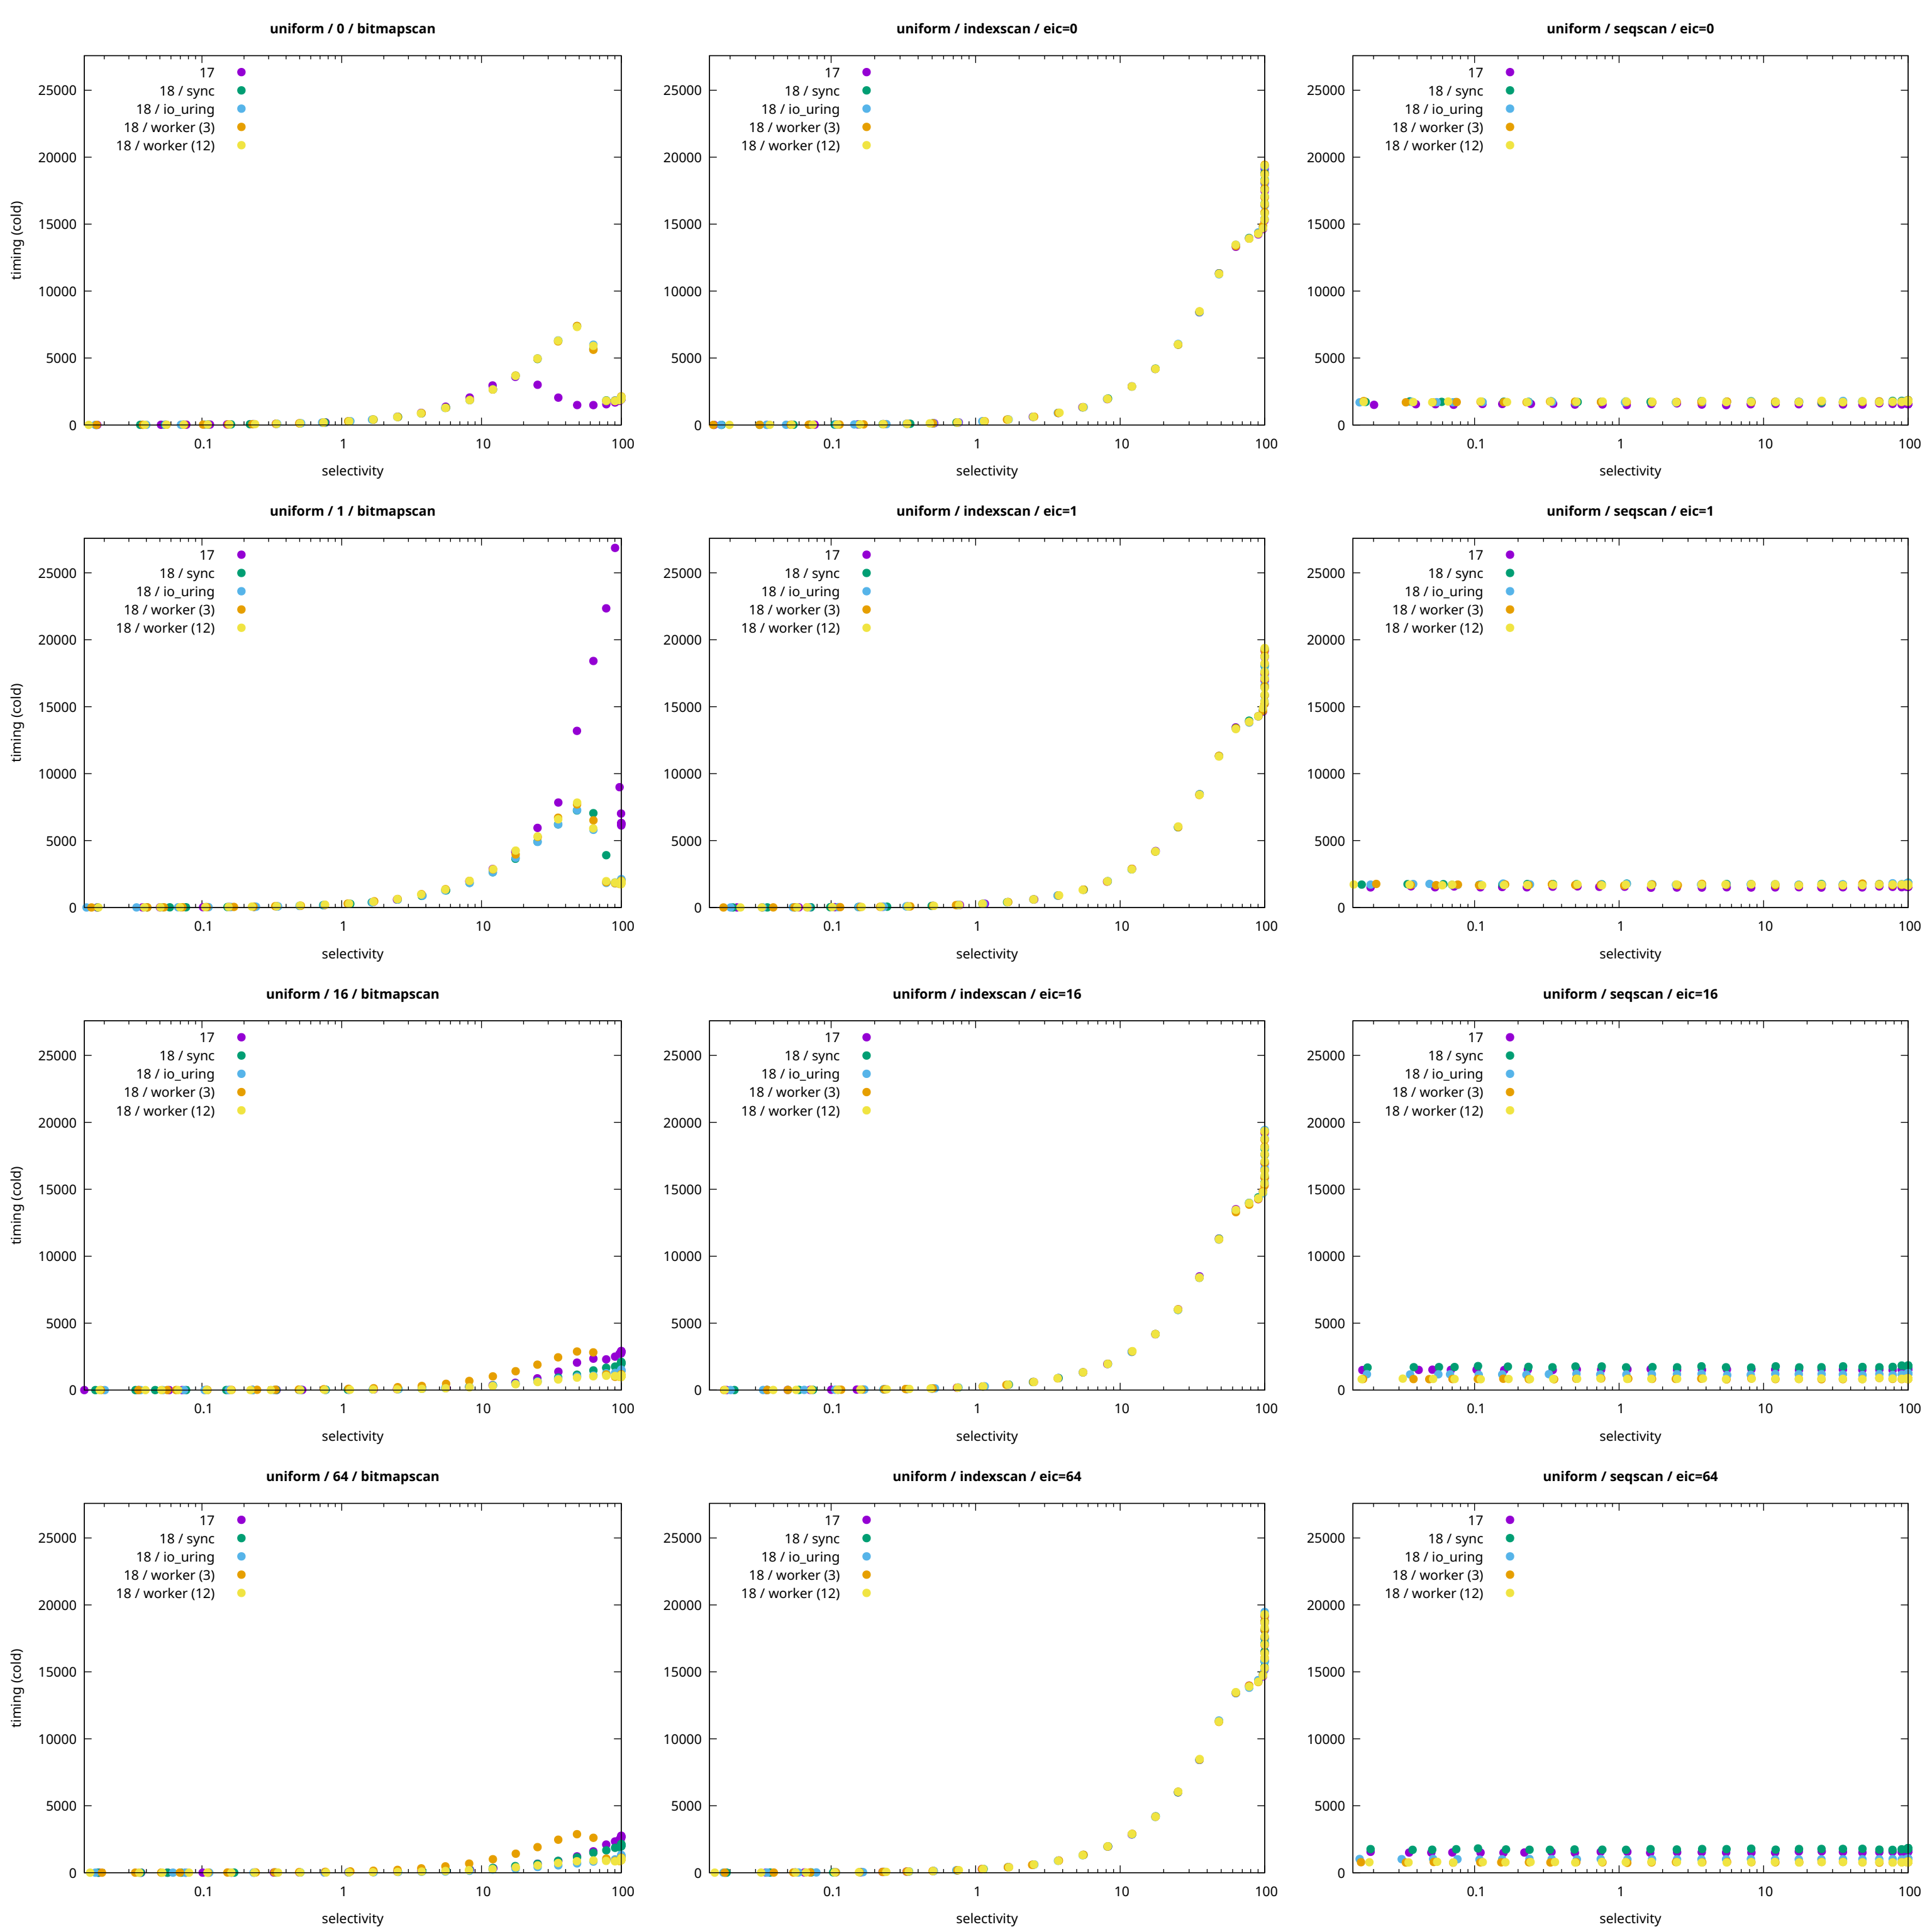 uniform / 0 / bitmapscan
17
18 / sync
18 / io_uring
18 / worker (3)
18 / worker (12)
25000
20000
15000
10000
5000
0
timing (cold)
0.1 1 10 100
selectivity
uniform / indexscan / eic=0
17
18 / sync
18 / io_uring
18 / worker (3)
18 / worker (12)
25000
20000
15000
10000
5000
0
0.1 1 10 100
selectivity
uniform / seqscan / eic=0
17
18 / sync
18 / io_uring
18 / worker (3)
18 / worker (12)
25000
20000
15000
10000
5000
0
0.1 1 10 100
selectivity
uniform / 1 / bitmapscan
17
18 / sync
18 / io_uring
18 / worker (3)
18 / worker (12)
25000
20000
15000
10000
5000
0
timing (cold)
0.1 1 10 100
selectivity
uniform / indexscan / eic=1
17
18 / sync
18 / io_uring
18 / worker (3)
18 / worker (12)
25000
20000
15000
10000
5000
0
0.1 1 10 100
selectivity
uniform / seqscan / eic=1
17
18 / sync
18 / io_uring
18 / worker (3)
18 / worker (12)
25000
20000
15000
10000
5000
0
0.1 1 10 100
selectivity
uniform / 16 / bitmapscan
17
18 / sync
18 / io_uring
18 / worker (3)
18 / worker (12)
25000
20000
15000
10000
5000
0
timing (cold)
0.1 1 10 100
selectivity
uniform / indexscan / eic=16
17
18 / sync
18 / io_uring
18 / worker (3)
18 / worker (12)
25000
20000
15000
10000
5000
0
0.1 1 10 100
selectivity
uniform / seqscan / eic=16
17
18 / sync
18 / io_uring
18 / worker (3)
18 / worker (12)
25000
20000
15000
10000
5000
0
0.1 1 10 100
selectivity
uniform / 64 / bitmapscan
17
18 / sync
18 / io_uring
18 / worker (3)
18 / worker (12)
25000
20000
15000
10000
5000
0
timing (cold)
0.1 1 10 100
selectivity
uniform / indexscan / eic=64
17
18 / sync
18 / io_uring
18 / worker (3)
18 / worker (12)
25000
20000
15000
10000
5000
0
0.1 1 10 100
selectivity
uniform / seqscan / eic=64
17
18 / sync
18 / io_uring
18 / worker (3)
18 / worker (12)
25000
20000
15000
10000
5000
0
0.1 1 10 100
selectivity